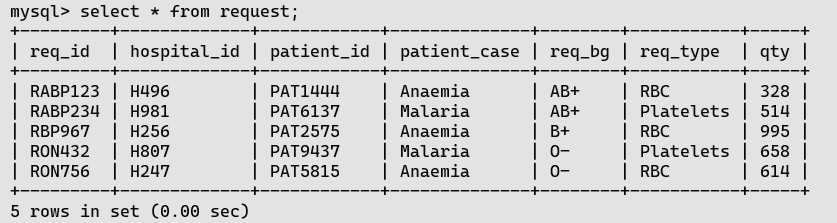 mysql> select * from request;
+---------+-------------+------------+--------------+--------+-----------+-----+
| req_id  | hospital_id | patient_id | patient_case | req_bg | req_type  | qty |
+---------+-------------+------------+--------------+--------+-----------+-----+
| RABP123 | H496        | PAT1444    | Anaemia      | AB+    | RBC       | 328 |
| RABP234 | H981        | PAT6137    | Malaria      | AB+    | Platelets | 514 |
| RBP967  | H256        | PAT2575    | Anaemia      | B+     | RBC       | 995 |
| RON432  | H807        | PAT9437    | Malaria      | O-     | Platelets | 658 |
| RON756  | H247        | PAT5815    | Anaemia      | O-     | RBC       | 614 |
+---------+-------------+------------+--------------+--------+-----------+-----+
5 rows in set (0.00 sec)